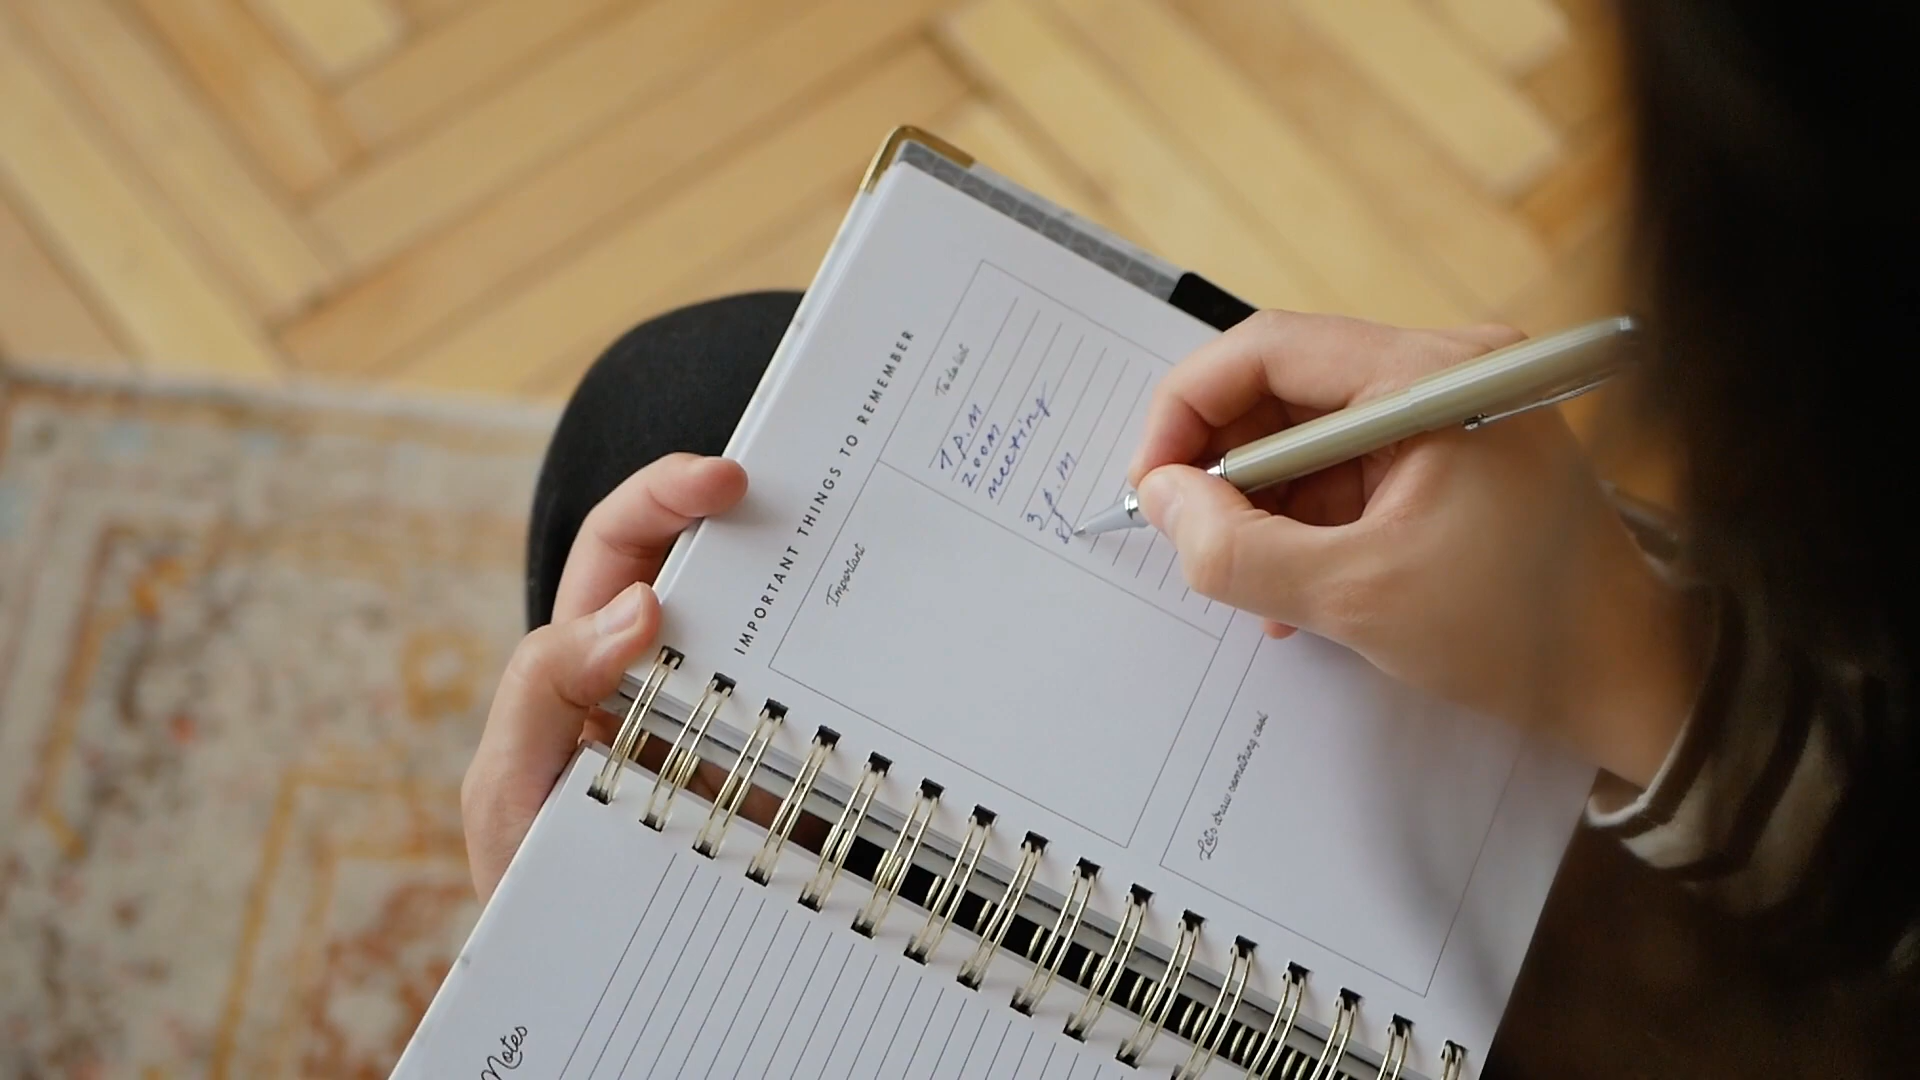 IMPORTANT THINGS TO REMEMBER
To do list
1 P.M
ZOOM
meeting
3 p.m
Important
Let's draw something cool
Notes